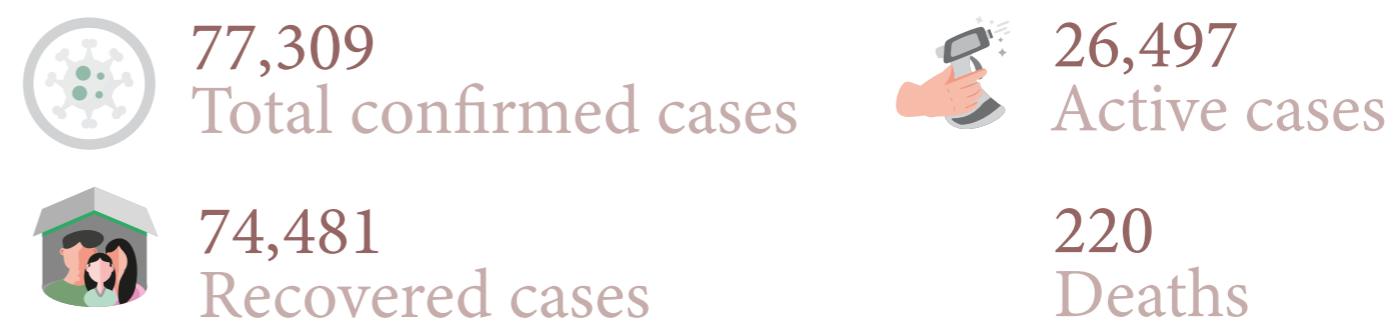 77,309
Total confirmed cases
26,497
Active cases
74,481
Recovered cases
220
Deaths